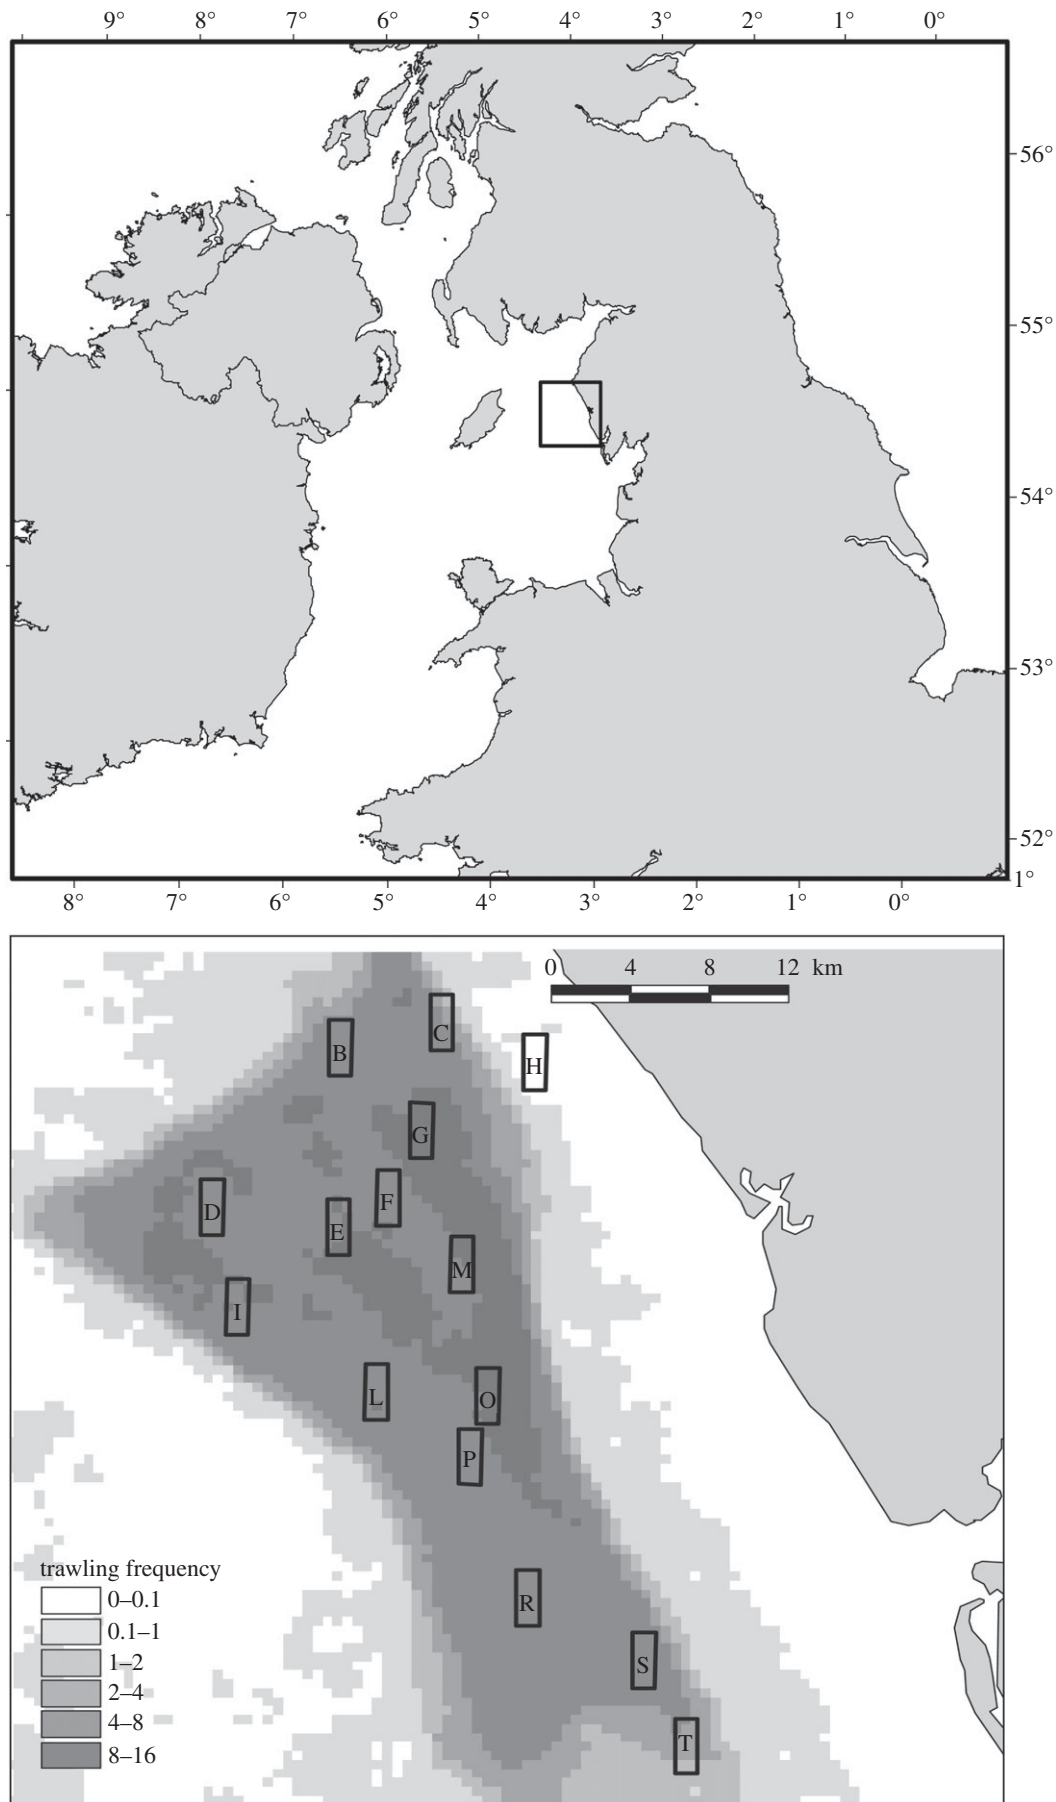 9° 8° 7° 6° 5° 4° 3° 2° 1° 0°
56°
55°
54°
53°
52°
1°
8° 7° 6° 5° 4° 3° 2° 1° 0°
0 4 8 12 km
C
B
H
G
F
D
E
M
I
L
O
P
R
S
T
trawling frequency
0–0.1
0.1–1
1–2
2–4
4–8
8–16